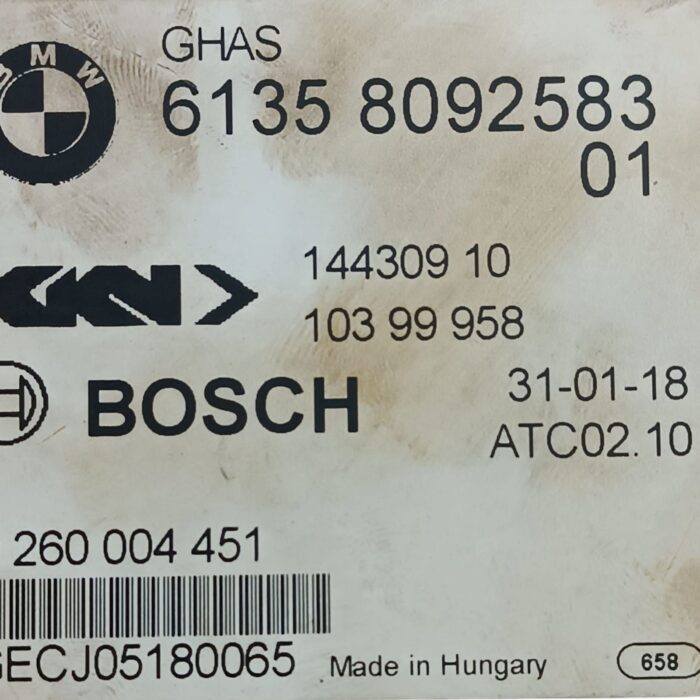 GHAS
BMW
6135 8092583
01
GKN
144309 10
103 99 958
BOSCH
31-01-18
ATC02.10
260 004 451
GECJ05180065
Made in Hungary
658